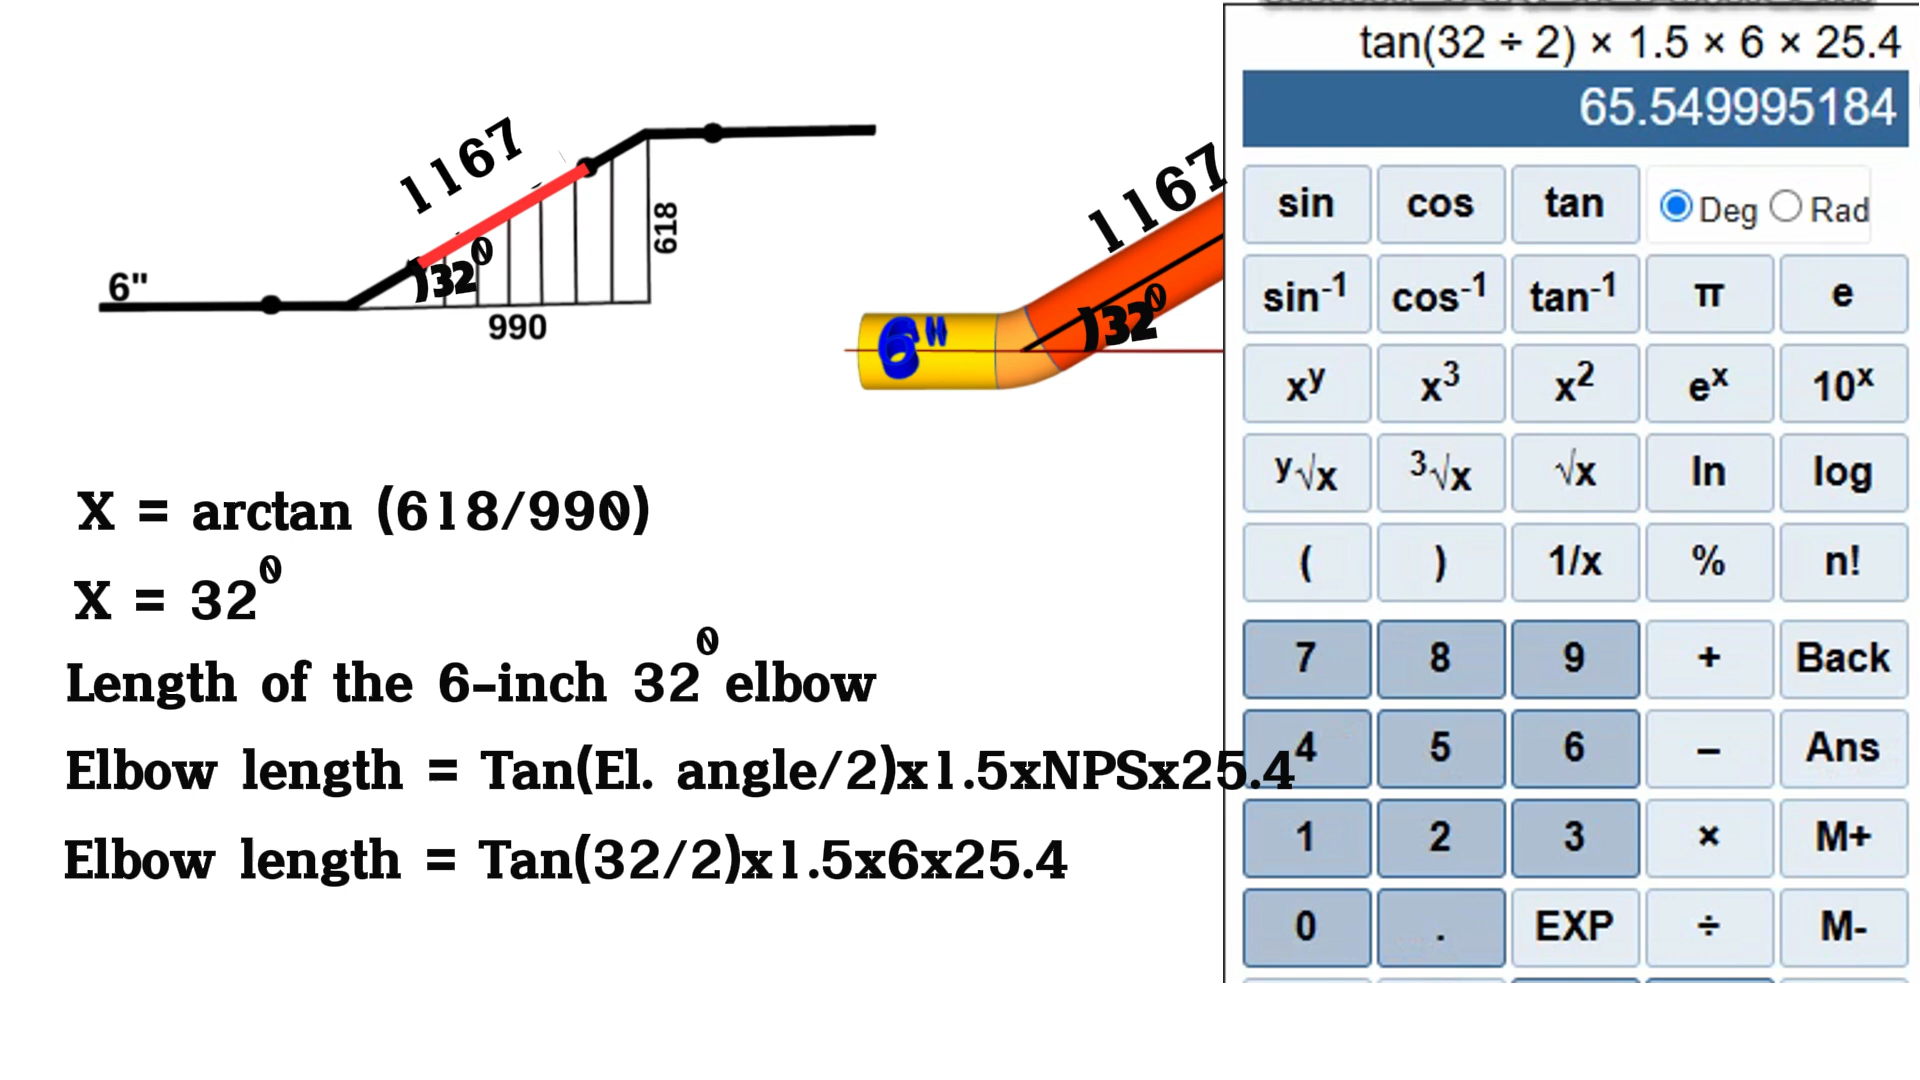 tan(32 ÷ 2) × 1.5 × 6 × 25.4
65.549995184
1167
618
32⁰
6"
990
1167
32⁰
6"
X = arctan (618/990)
X = 32⁰
Length of the 6-inch 32⁰ elbow
Elbow length = Tan(El. angle/2)x1.5xNPSx25.4
Elbow length = Tan(32/2)x1.5x6x25.4
sin cos tan Deg Rad
sin⁻¹ cos⁻¹ tan⁻¹ π e
xʸ x³ x² eˣ 10ˣ
ʸ√x ³√x √x ln log
( ) 1/x % n!
7 8 9 + Back
4 5 6 – Ans
1 2 3 × M+
0 . EXP ÷ M-